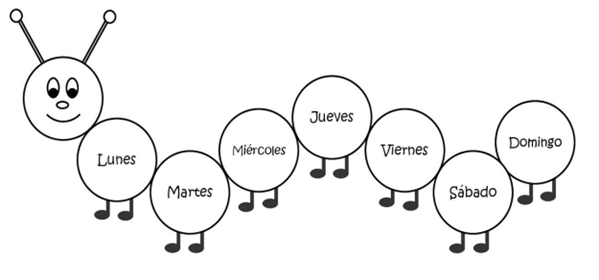 Lunes
Martes
Miércoles
Jueves
Viernes
Sábado
Domingo